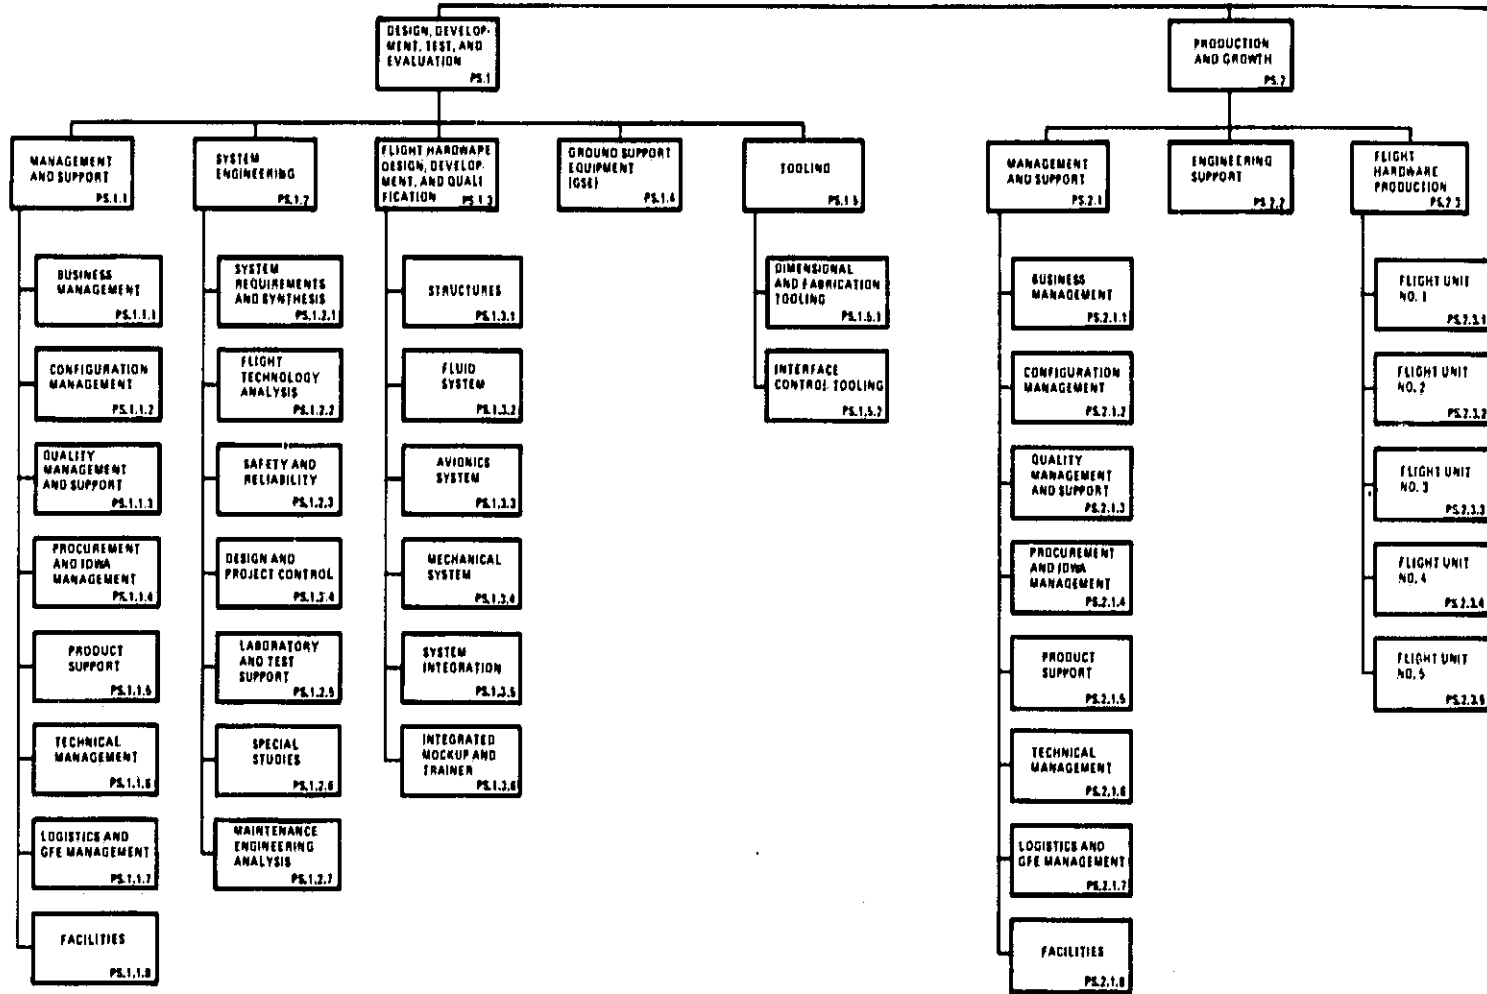 DESIGN, DEVELOP-
MENT, TEST, AND
EVALUATION
PS.1
PRODUCTION
AND GROWTH
PS.2
MANAGEMENT
AND SUPPORT
PS.1.1
SYSTEM
ENGINEERING
PS.1.2
FLIGHT HARDWARE
DESIGN, DEVELOP-
MENT, AND QUALI
FICATION
PS.1.3
GROUND SUPPORT
EQUIPMENT
(GSE)
PS.1.4
TOOLING
PS.1.5
MANAGEMENT
AND SUPPORT
PS.2.1
ENGINEERING
SUPPORT
PS.2.2
FLIGHT
HARDWARE
PRODUCTION
PS.2.3
BUSINESS
MANAGEMENT
PS.1.1.1
CONFIGURATION
MANAGEMENT
PS.1.1.2
QUALITY
MANAGEMENT
AND SUPPORT
PS.1.1.3
PROCUREMENT
AND IDWA
MANAGEMENT
PS.1.1.4
PRODUCT
SUPPORT
PS.1.1.5
TECHNICAL
MANAGEMENT
PS.1.1.6
LOGISTICS AND
GFE MANAGEMENT
PS.1.1.7
FACILITIES
PS.1.1.8
SYSTEM
REQUIREMENTS
AND SYNTHESIS
PS.1.2.1
FLIGHT
TECHNOLOGY
ANALYSIS
PS.1.2.2
SAFETY AND
RELIABILITY
PS.1.2.3
DESIGN AND
PROJECT CONTROL
PS.1.2.4
LABORATORY
AND TEST
SUPPORT
PS.1.2.5
SPECIAL
STUDIES
PS.1.2.6
MAINTENANCE
ENGINEERING
ANALYSIS
PS.1.2.7
STRUCTURES
PS.1.3.1
FLUID
SYSTEM
PS.1.3.2
AVIONICS
SYSTEM
PS.1.3.3
MECHANICAL
SYSTEM
PS.1.3.4
SYSTEM
INTEGRATION
PS.1.3.5
INTEGRATED
MOCKUP AND
TRAINER
PS.1.3.6
DIMENSIONAL
AND FABRICATION
TOOLING
PS.1.5.1
INTERFACE
CONTROL TOOLING
PS.1.5.2
BUSINESS
MANAGEMENT
PS.2.1.1
CONFIGURATION
MANAGEMENT
PS.2.1.2
QUALITY
MANAGEMENT
AND SUPPORT
PS.2.1.3
PROCUREMENT
AND IDWA
MANAGEMENT
PS.2.1.4
PRODUCT
SUPPORT
PS.2.1.5
TECHNICAL
MANAGEMENT
PS.2.1.6
LOGISTICS AND
GFE MANAGEMENT
PS.2.1.7
FACILITIES
PS.2.1.8
FLIGHT UNIT
NO. 1
PS.2.3.1
FLIGHT UNIT
NO. 2
PS.2.3.2
FLIGHT UNIT
NO. 3
PS.2.3.3
FLIGHT UNIT
NO. 4
PS.2.3.4
FLIGHT UNIT
NO. 5
PS.2.3.5